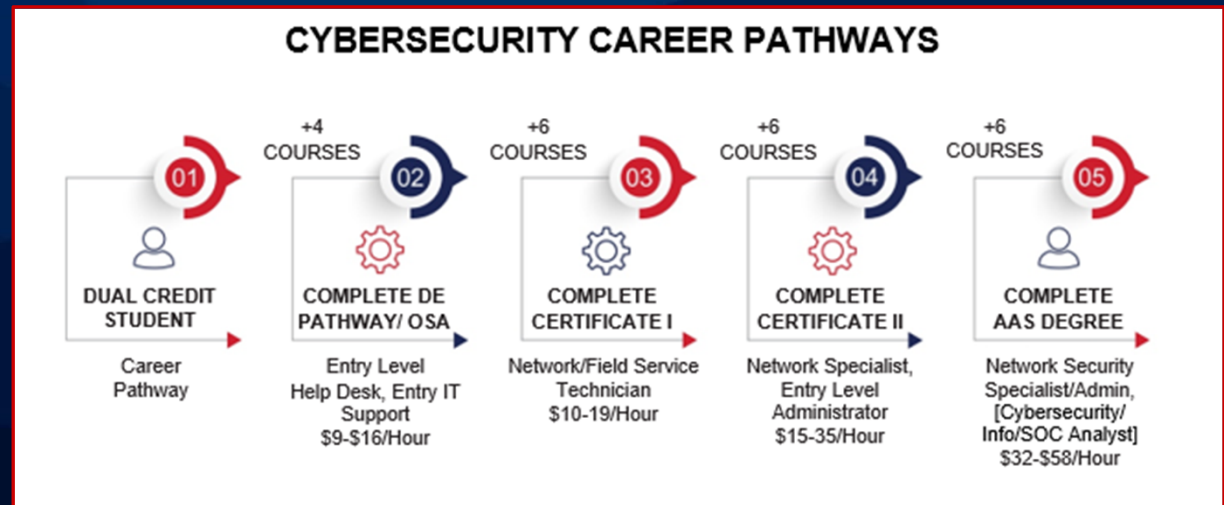 CYBERSECURITY CAREER PATHWAYS
01
DUAL CREDIT
STUDENT
Career
Pathway
+4
COURSES
02
COMPLETE DE
PATHWAY/ OSA
Entry Level
Help Desk, Entry IT
Support
$9-$16/Hour
+6
COURSES
03
COMPLETE
CERTIFICATE I
Network/Field Service
Technician
$10-19/Hour
+6
COURSES
04
COMPLETE
CERTIFICATE II
Network Specialist,
Entry Level
Administrator
$15-35/Hour
+6
COURSES
05
COMPLETE
AAS DEGREE
Network Security
Specialist/Admin,
[Cybersecurity/
Info/SOC Analyst]
$32-$58/Hour